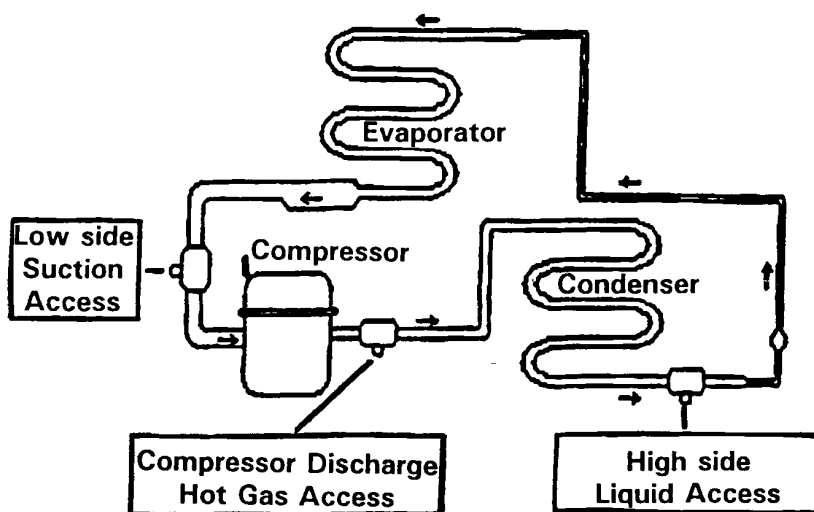 Evaporator
Low side
Suction
Access
Compressor
Condenser
Compressor Discharge
Hot Gas Access
High side
Liquid Access